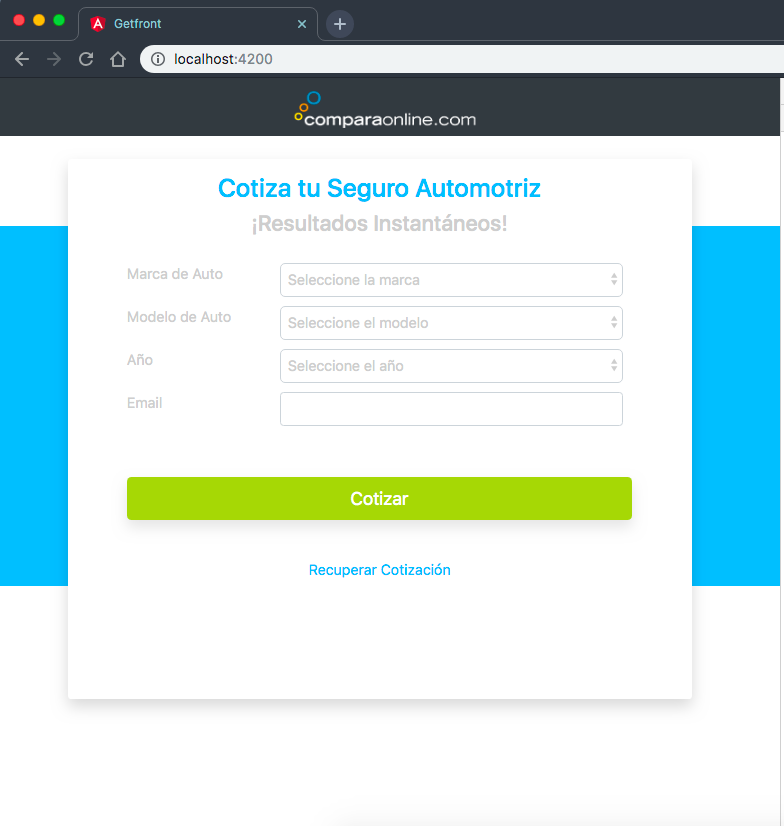 Getfront
localhost:4200
comparaonline.com
Cotiza tu Seguro Automotriz
¡Resultados Instantáneos!
Marca de Auto
Seleccione la marca
Modelo de Auto
Seleccione el modelo
Año
Seleccione el año
Email
Cotizar
Recuperar Cotización